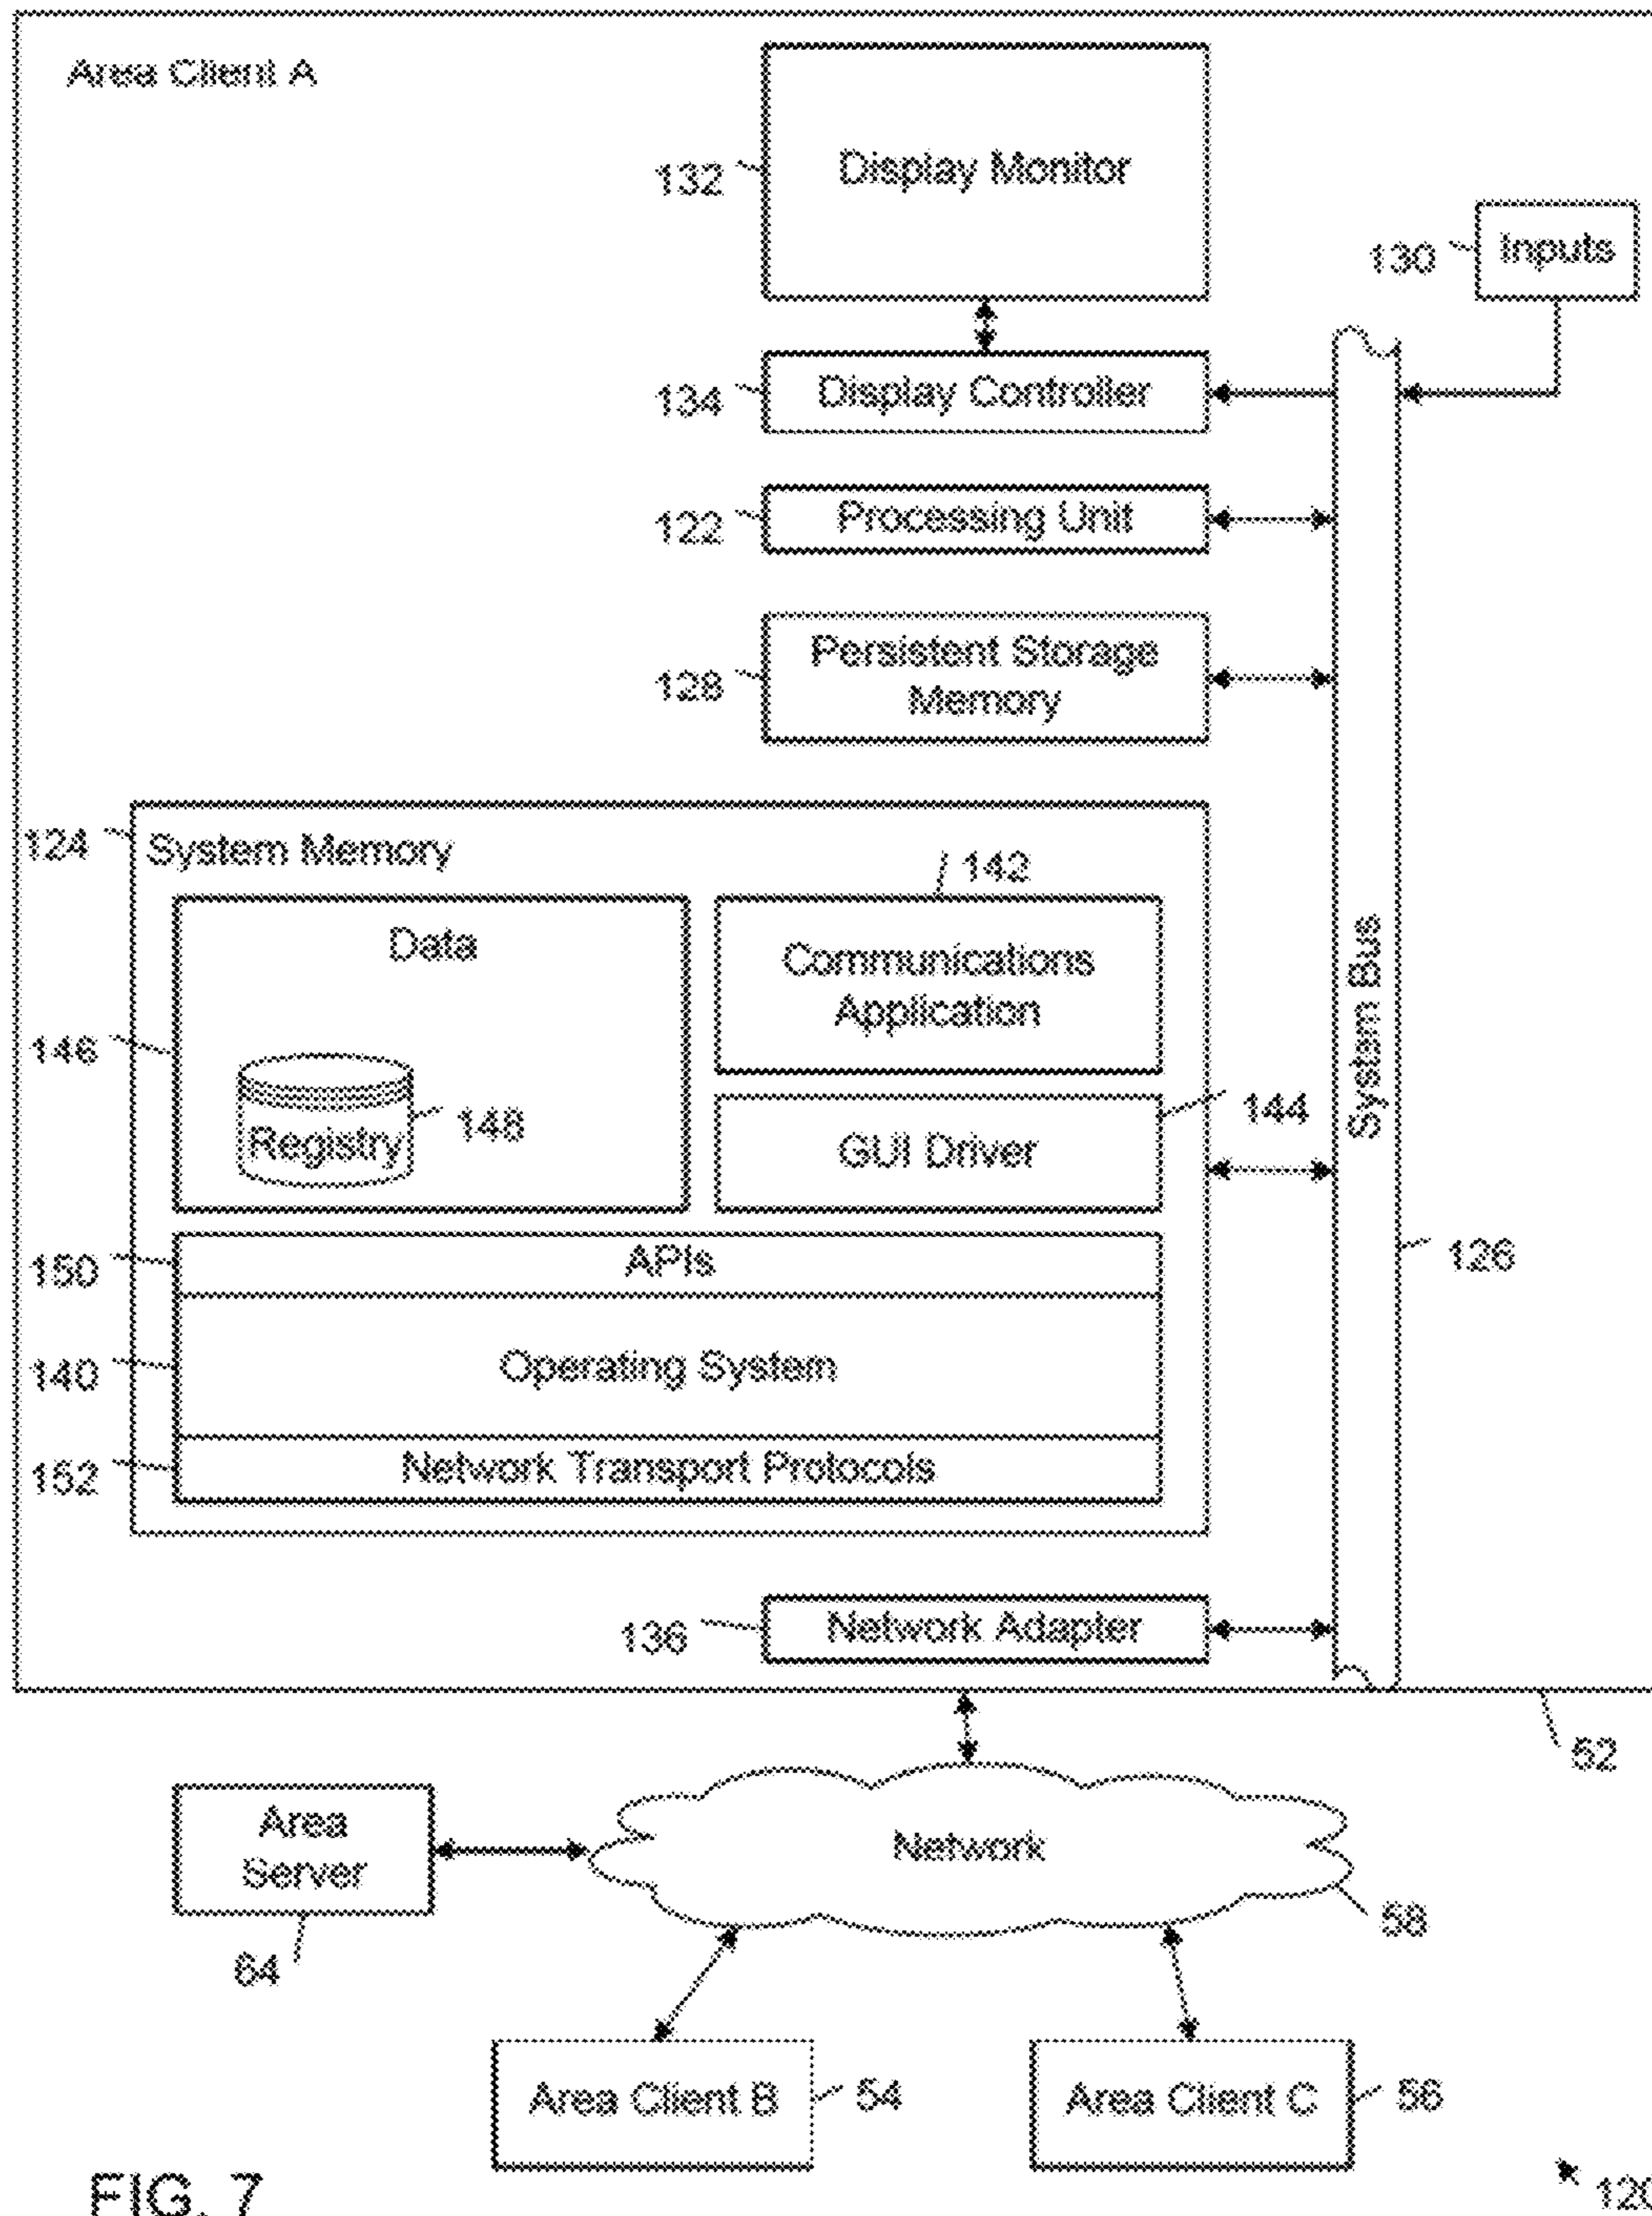 Area Client A
Display Monitor
132
Inputs
130
Display Controller
134
Processing Unit
122
Persistent Storage
Memory
128
124
System Memory
142
Data
Communications
Application
146
Registry
148
144
GUI Driver
System Bus
126
150
APIs
140
Operating System
152
Network Transport Protocols
136
Network Adapter
52
Area
Server
Network
58
64
Area Client B
54
Area Client C
56
FIG. 7
120